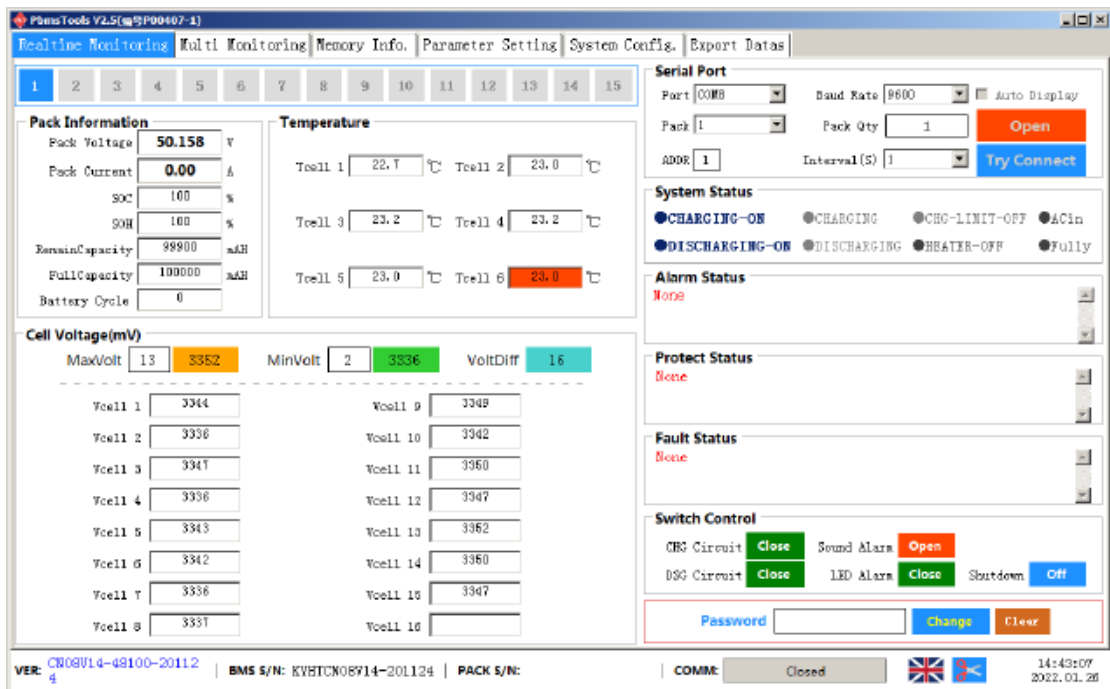 PbmsTools V2.5(编号P00407-1)
Realtime Monitoring Multi Monitoring Memory Info. Parameter Setting System Config. Export Datas
1 2 3 4 5 6 7 8 9 10 11 12 13 14 15
Pack Information
Pack Voltage 50.158 V
Pack Current 0.00 A
SOC 100 %
SOH 100 %
RemainCapacity 99900 mAH
FullCapacity 100000 mAH
Battery Cycle 0
Temperature
Tcell 1 22.7 ℃ Tcell 2 23.0 ℃
Tcell 3 23.2 ℃ Tcell 4 23.2 ℃
Tcell 5 23.0 ℃ Tcell 6 23.0 ℃
Cell Voltage(mV)
MaxVolt 13 3352 MinVolt 2 3336 VoltDiff 16
Vcell 1 3344 Vcell 9 3349
Vcell 2 3336 Vcell 10 3342
Vcell 3 3347 Vcell 11 3350
Vcell 4 3336 Vcell 12 3347
Vcell 5 3343 Vcell 13 3352
Vcell 6 3342 Vcell 14 3350
Vcell 7 3336 Vcell 15 3347
Vcell 8 3337 Vcell 16
Serial Port
Port COM8 Baud Rate 9600 Auto Display
Pack 1 Pack Qty 1 Open
ADDR 1 Interval(S) 1 Try Connect
System Status
CHARGING-ON CHARGING CHG-LIMIT-OFF ACin
DISCHARGING-ON DISCHARGING HEATER-OFF Fully
Alarm Status
None
Protect Status
None
Fault Status
None
Switch Control
CHG Circuit Close Sound Alarm Open
DSG Circuit Close LED Alarm Close Shutdown Off
Password Change Clear
VER: CN08V14-48100-20112
4
BMS S/N: KYHTCN08V14-201124 PACK S/N:
COMM: Closed
14:43:07
2022.01.26